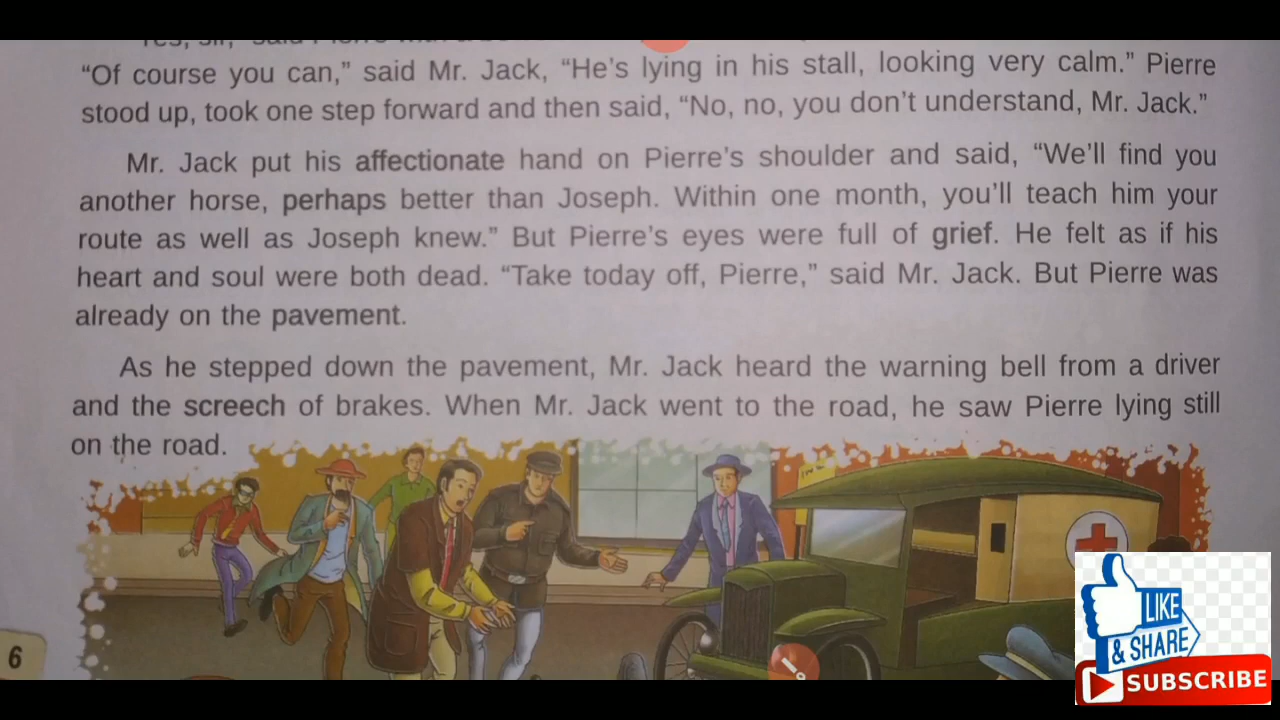 "Of course you can," said Mr. Jack, "He's lying in his stall, looking very calm." Pierre
stood up, took one step forward and then said, "No, no, you don't understand, Mr. Jack."
Mr. Jack put his affectionate hand on Pierre's shoulder and said, "We'll find you
another horse, perhaps better than Joseph. Within one month, you'll teach him your
route as well as Joseph knew." But Pierre's eyes were full of grief. He felt as if his
heart and soul were both dead. "Take today off, Pierre," said Mr. Jack. But Pierre was
already on the pavement.
As he stepped down the pavement, Mr. Jack heard the warning bell from a driver
and the screech of brakes. When Mr. Jack went to the road, he saw Pierre lying still
on the road.
6
LIKE
& SHARE
SUBSCRIBE